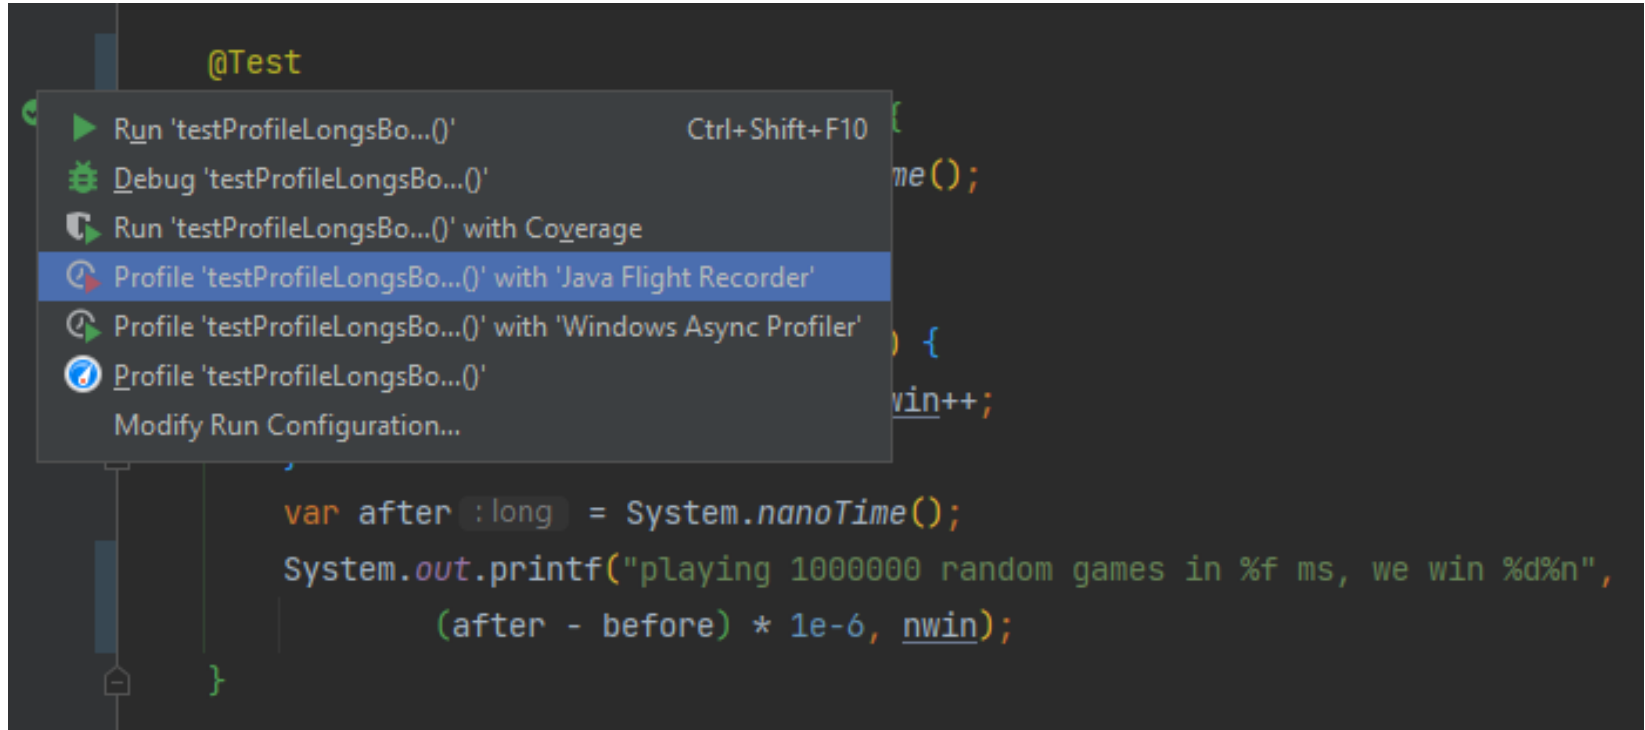 @Test
{
Run 'testProfileLongsBo...()' Ctrl+Shift+F10
me();
Debug 'testProfileLongsBo...()'
Run 'testProfileLongsBo...()' with Coverage
Profile 'testProfileLongsBo...()' with 'Java Flight Recorder'
Profile 'testProfileLongsBo...()' with 'Windows Async Profiler'
) {
Profile 'testProfileLongsBo...()'
win++;
Modify Run Configuration...
}
var after : long = System.nanoTime();
System.out.printf("playing 1000000 random games in %f ms, we win %d%n",
(after - before) * 1e-6, nwin);
}